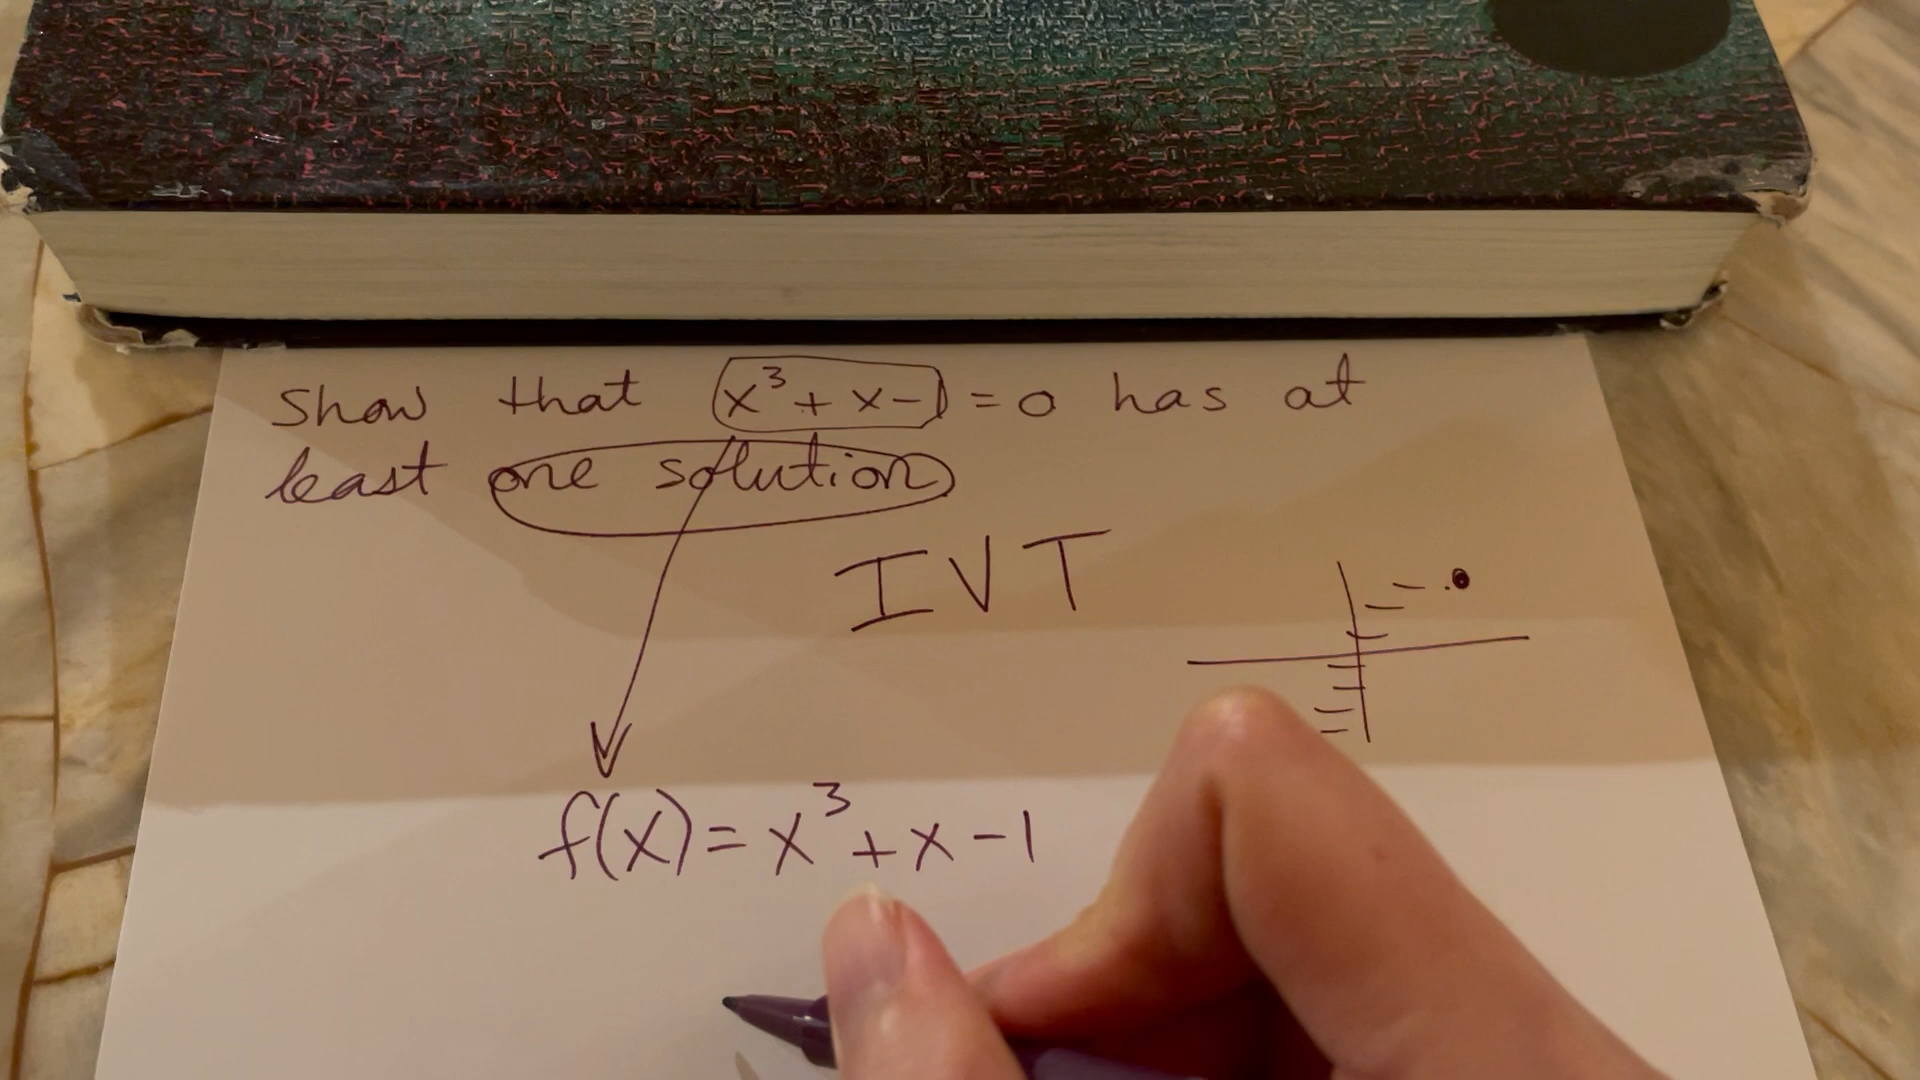 Show that x³ + x - 1 = 0 has at
least one solution
IVT
f(x) = x³ + x - 1